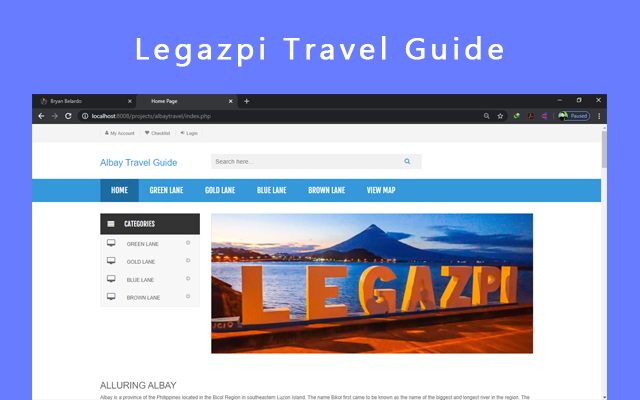 Legazpi Travel Guide
Bryan Belardo
Home Page
localhost:8008/projects/albaytravel/index.php
Paused
My Account
Checklist
Login
Albay Travel Guide
Search here...
HOME
GREEN LANE
GOLD LANE
BLUE LANE
BROWN LANE
VIEW MAP
CATEGORIES
GREEN LANE
GOLD LANE
BLUE LANE
BROWN LANE
LEGAZPI
ALLURING ALBAY
Albay is a province of the Philippines located in the Bicol Region in southeastern Luzon Island. The name Bikol first came to be known as the name of the biggest and longest river in the region. The